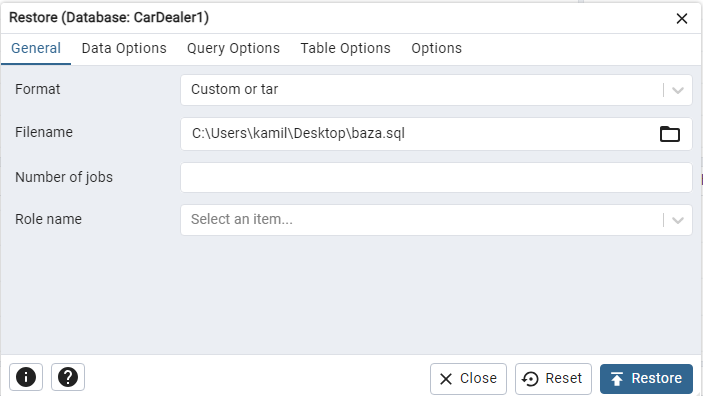 Restore (Database: CarDealer1)
General Data Options Query Options Table Options Options
Format Custom or tar
Filename C:\Users\kamil\Desktop\baza.sql
Number of jobs
Role name Select an item...
Close Reset Restore